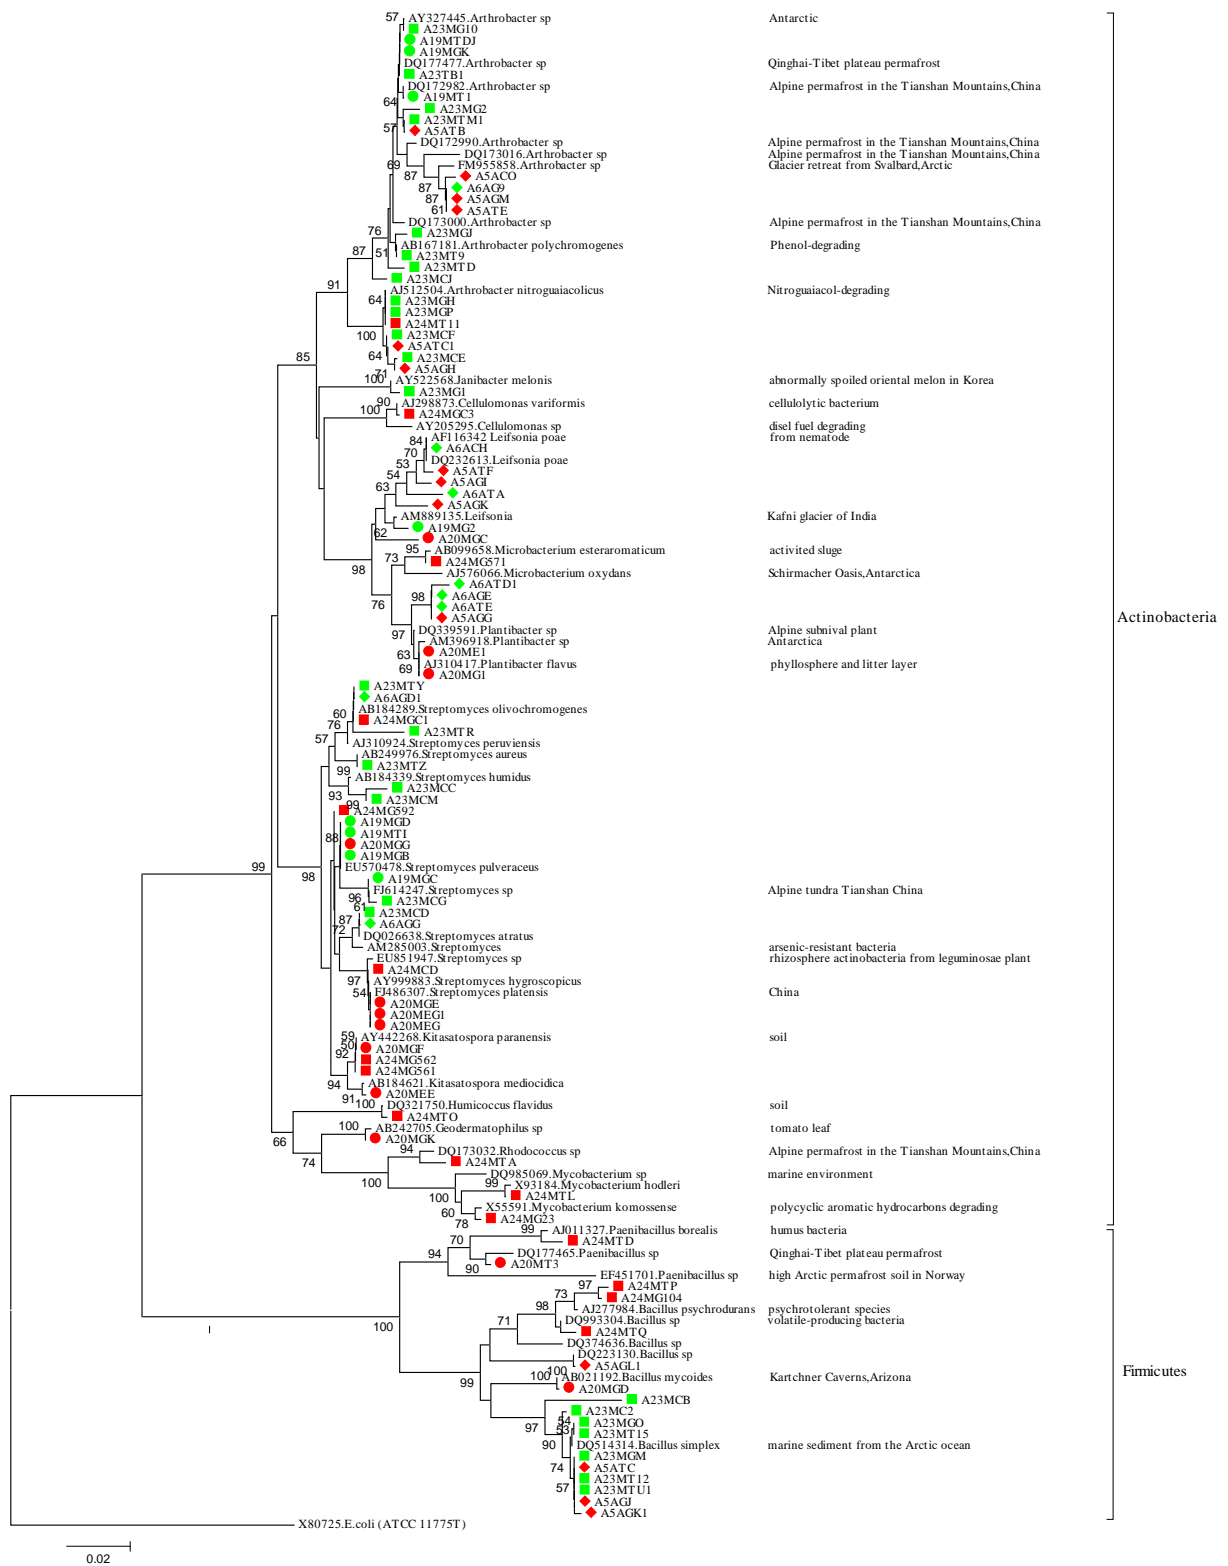 57 AY327445.Arthrobacter sp Antarctic
A23MG10
A19MTDJ
A19MGK
DQ177477.Arthrobacter sp Qinghai-Tibet plateau permafrost
A23TB1
DQ172982.Arthrobacter sp Alpine permafrost in the Tianshan Mountains,China
64 A19MT1
A23MG2
A23MTM1
57 A5ATB
DQ172990.Arthrobacter sp Alpine permafrost in the Tianshan Mountains,China
DQ173016.Arthrobacter sp Alpine permafrost in the Tianshan Mountains,China
69 FM955858.Arthrobacter sp Glacier retreat from Svalbard,Arctic
87 A5ACO
87 A6AG9
87 A5AGM
61 A5ATE
DQ173000.Arthrobacter sp Alpine permafrost in the Tianshan Mountains,China
76 A23MGJ
AB167181.Arthrobacter polychromogenes Phenol-degrading
87 51 A23MT9
A23MTD
A23MCJ
91 AJ512504.Arthrobacter nitroguaiacolicus Nitroguaiacol-degrading
64 A23MGH
A23MGP
A24MT11
100 A23MCF
A5ATC1
85 64 A23MCE
71 A5AGH
100 AY522568.Janibacter melonis abnormally spoiled oriental melon in Korea
A23MG1
90 AJ298873.Cellulomonas variformis cellulolytic bacterium
100 A24MGC3
AY205295.Cellulomonas sp disel fuel degrading
84 AF116342 Leifsonia poae from nematode
A6ACH
70 DQ232613.Leifsonia poae
53 A5ATF
54 A5AGI
63 A6ATA
A5AGK
AM889135.Leifsonia Kafni glacier of India
62 A19MG2
A20MGC
95 AB099658.Microbacterium esteraromaticum activited sluge
73 A24MG571
98 AJ576066.Microbacterium oxydans Schirmacher Oasis,Antarctica
A6ATD1
98 A6AGE
76 A6ATE
A5AGG
97 DQ339591.Plantibacter sp Alpine subnival plant
AM396918.Plantibacter sp Antarctica
Actinobacteria
63 A20ME1
69 AJ310417.Plantibacter flavus phyllosphere and litter layer
A20MG1
A23MTY
A6AGD1
60 AB184289.Streptomyces olivochromogenes
76 A24MGC1
57 A23MTR
AJ310924.Streptomyces peruviensis
AB249976.Streptomyces aureus
99 A23MTZ
AB184339.Streptomyces humidus
93 A23MCC
99 A23MCM
A24MG592
A19MGD
88 A19MTI
A20MGG
A19MGB
99 98 EU570478.Streptomyces pulveraceus
A19MGC
96 FJ614247.Streptomyces sp Alpine tundra Tianshan China
61 A23MCG
87 A23MCD
72 A6AGG
DQ026638.Streptomyces atratus
AM285003.Streptomyces arsenic-resistant bacteria
EU851947.Streptomyces sp rhizosphere actinobacteria from leguminosae plant
A24MCD
97 AY999883.Streptomyces hygroscopicus
54 FJ486307.Streptomyces platensis China
A20MGE
A20MEG1
A20MEG
59 AY442268.Kitasatospora paranensis soil
50 A20MGF
92 A24MG562
A24MG561
94 AB184621.Kitasatospora mediocidica
91 A20MEE
100 DQ321750.Humicoccus flavidus soil
A24MTO
66 100 AB242705.Geodermatophilus sp tomato leaf
A20MGK
74 94 DQ173032.Rhodococcus sp Alpine permafrost in the Tianshan Mountains,China
A24MTA
100 DQ985069.Mycobacterium sp marine environment
99 X93184.Mycobacterium hodleri
100 A24MTL
60 X55591.Mycobacterium komossense polycyclic aromatic hydrocarbons degrading
78 A24MG23
99 AJ011327.Paenibacillus borealis humus bacteria
70 A24MTD
94 DQ177465.Paenibacillus sp Qinghai-Tibet plateau permafrost
90 A20MT3
EF451701.Paenibacillus sp high Arctic permafrost soil in Norway
97 A24MTP
73 A24MG104
98 AJ277984.Bacillus psychrodurans psychrotolerant species
DQ993304.Bacillus sp volatile-producing bacteria
100 71 A24MTQ
DQ374636.Bacillus sp
DQ223130.Bacillus sp
100 A5AGL1
Firmicutes
99 100 AB021192.Bacillus mycoides Kartchner Caverns,Arizona
A20MGD
A23MCB
A23MC2
97 54 A23MGO
53 A23MT15
90 DQ514314.Bacillus simplex marine sediment from the Arctic ocean
A23MGM
74 A5ATC
A23MT12
57 A23MTU1
A5AGJ
A5AGK1
X80725.E.coli (ATCC 11775T)
0.02